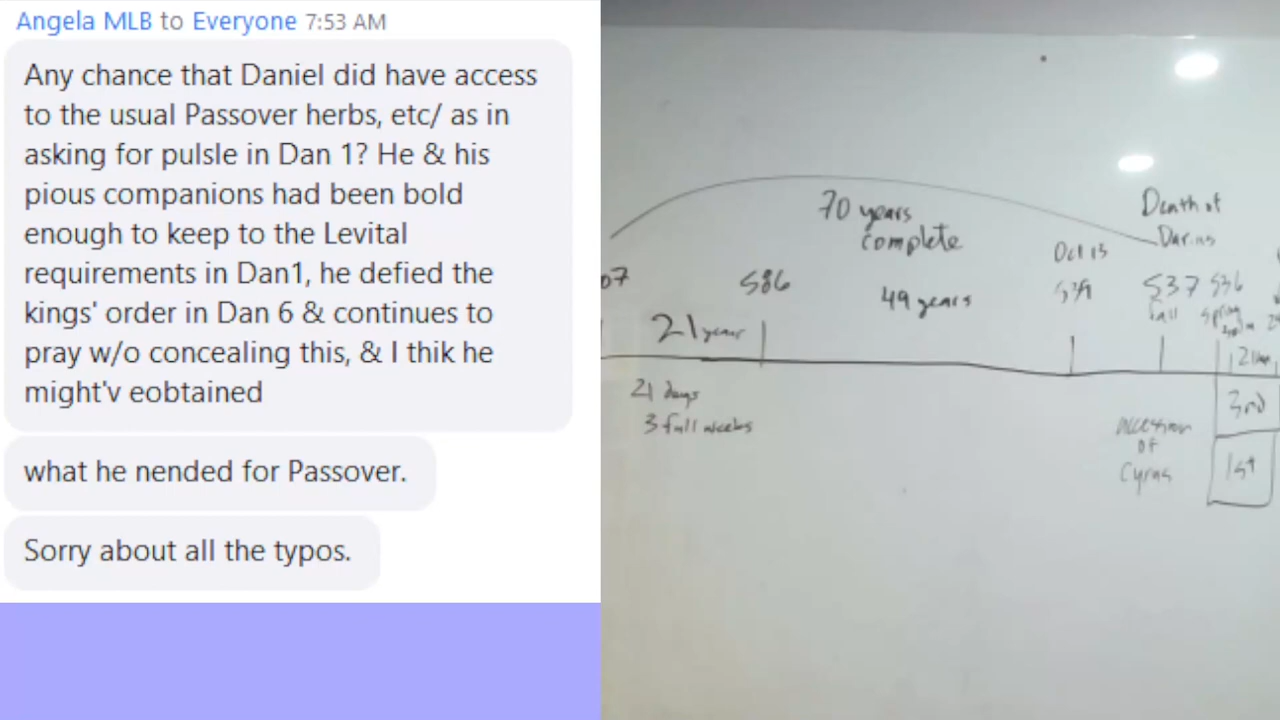 Angela MLB to Everyone 7:53 AM
Any chance that Daniel did have access
to the usual Passover herbs, etc/ as in
asking for pulsle in Dan 1? He & his
pious companions had been bold
enough to keep to the Levital
requirements in Dan1, he defied the
kings' order in Dan 6 & continues to
pray w/o concealing this, & I thik he
might'v eobtained
what he nended for Passover.
Sorry about all the typos.
70 years
complete
Death of
Darius
Oct 13
07
586
49 years
539
537 536
Fall
Spring
21 year
21 days
3 full weeks
3rd
accession
of
Cyrus
1st